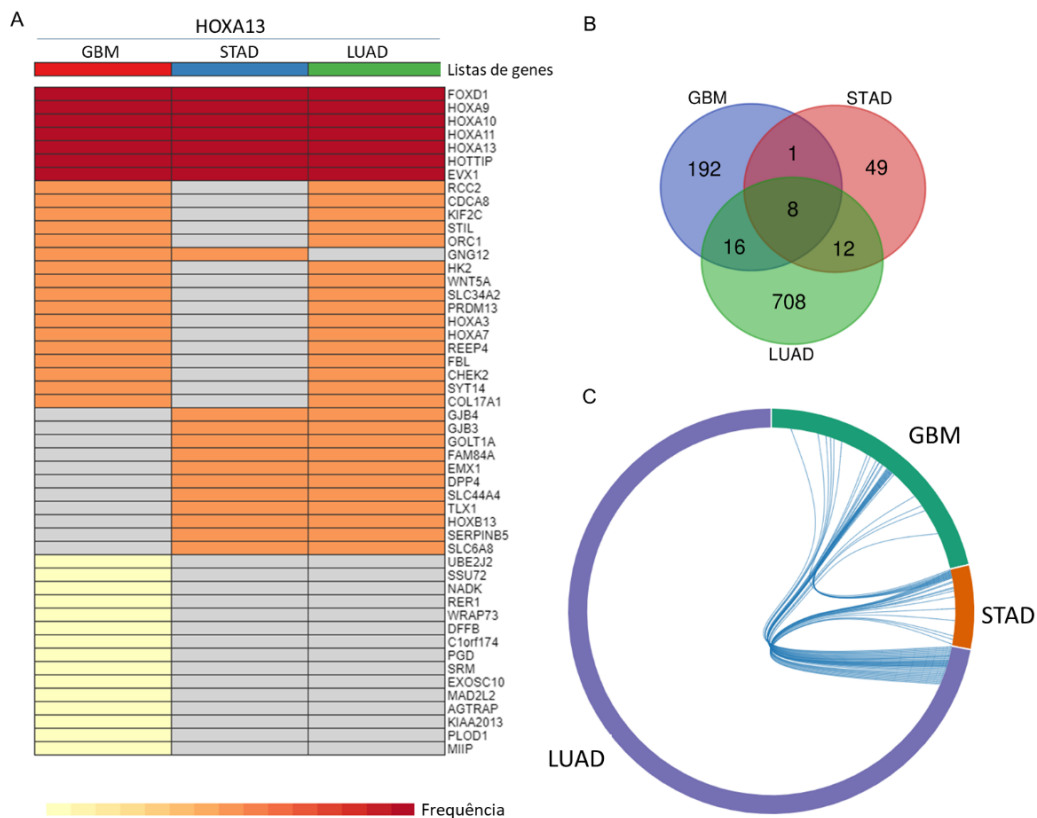 A
HOXA13
GBM STAD LUAD
Listas de genes
FOXD1
HOXA9
HOXA10
HOXA11
HOXA13
HOTTIP
EVX1
RCC2
CDCA8
KIF2C
STIL
ORC1
GNG12
HK2
WNT5A
SLC34A2
PRDM13
HOXA3
HOXA7
REEP4
FBL
CHEK2
SYT14
COL17A1
GJB4
GJB3
GOLT1A
FAM84A
EMX1
DPP4
SLC44A4
TLX1
HOXB13
SERPINB5
SLC6A8
UBE2J2
SSU72
NADK
RER1
WRAP73
DFFB
C1orf174
PGD
SRM
EXOSC10
MAD2L2
AGTRAP
KIAA2013
PLOD1
MIIP
Frequência
B
GBM STAD
192 1 49
8
16 12
708
LUAD
C
GBM
STAD
LUAD